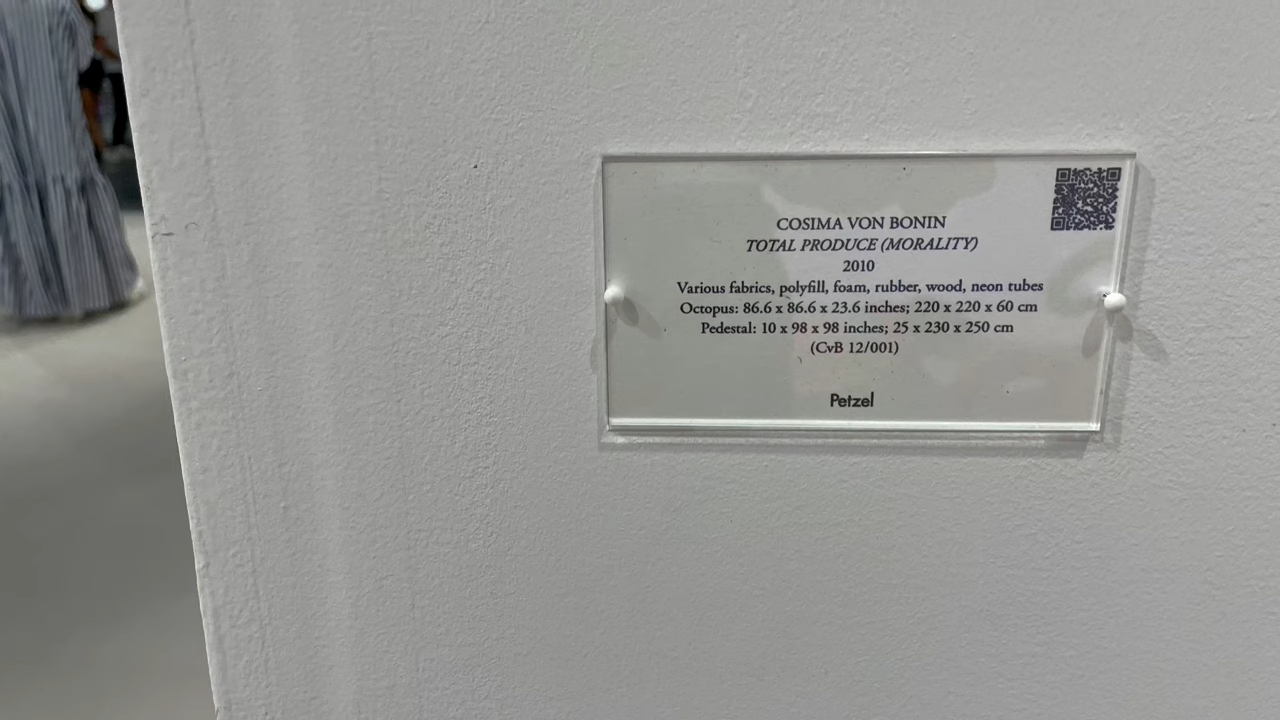 COSIMA VON BONIN
TOTAL PRODUCE (MORALITY)
2010
Various fabrics, polyfill, foam, rubber, wood, neon tubes
Octopus: 86.6 x 86.6 x 23.6 inches; 220 x 220 x 60 cm
Pedestal: 10 x 98 x 98 inches; 25 x 230 x 250 cm
(CvB 12/001)
Petzel